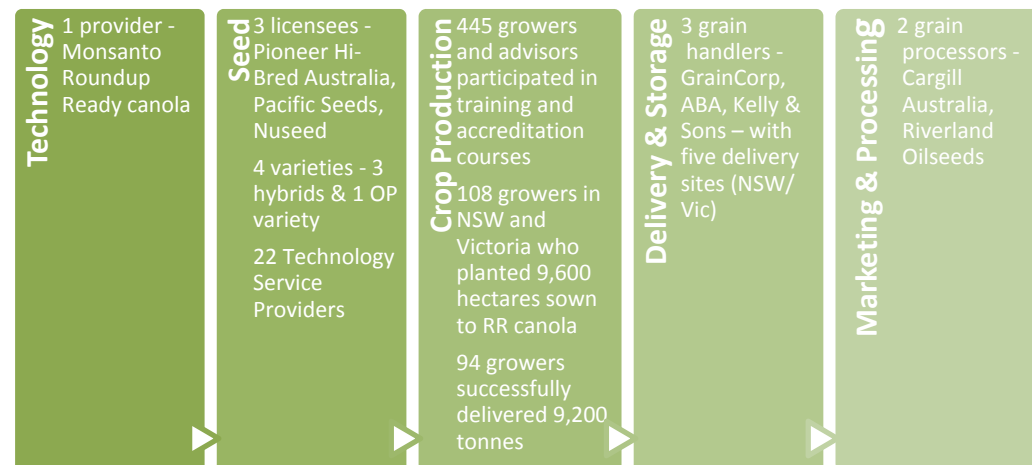 Technology
1 provider -
Monsanto
Roundup
Ready canola
Seed
3 licensees -
Pioneer Hi-
Bred Australia,
Pacific Seeds,
Nuseed
4 varieties - 3
hybrids & 1 OP
variety
22 Technology
Service
Providers
Crop Production
445 growers
and advisors
participated in
training and
accreditation
courses
108 growers in
NSW and
Victoria who
planted 9,600
hectares sown
to RR canola
94 growers
successfully
delivered 9,200
tonnes
Delivery & Storage
3 grain
handlers -
GrainCorp,
ABA, Kelly &
Sons – with
five delivery
sites (NSW/
Vic)
Marketing & Processing
2 grain
processors -
Cargill
Australia,
Riverland
Oilseeds